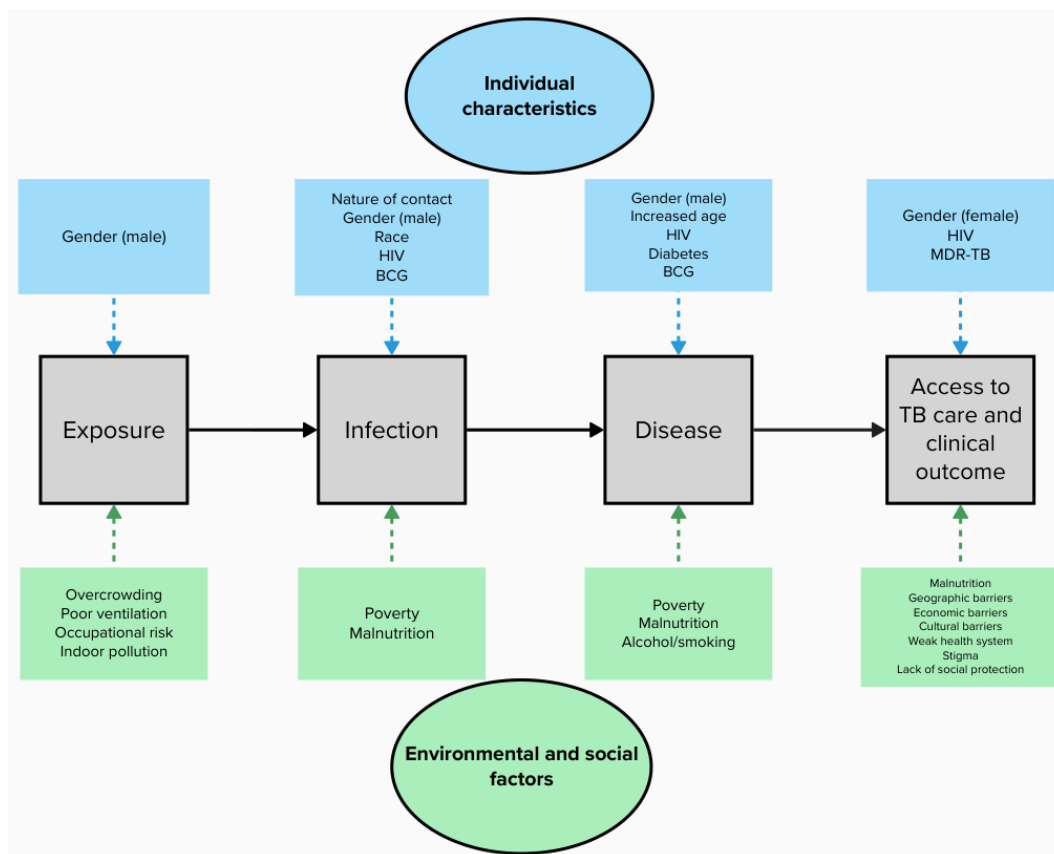 Individual
characteristics
Gender (male)
Nature of contact
Gender (male)
Race
HIV
BCG
Gender (male)
Increased age
HIV
Diabetes
BCG
Gender (female)
HIV
MDR-TB
Exposure
Infection
Disease
Access to
TB care and
clinical
outcome
Overcrowding
Poor ventilation
Occupational risk
Indoor pollution
Poverty
Malnutrition
Poverty
Malnutrition
Alcohol/smoking
Malnutrition
Geographic barriers
Economic barriers
Cultural barriers
Weak health system
Stigma
Lack of social protection
Environmental and social
factors